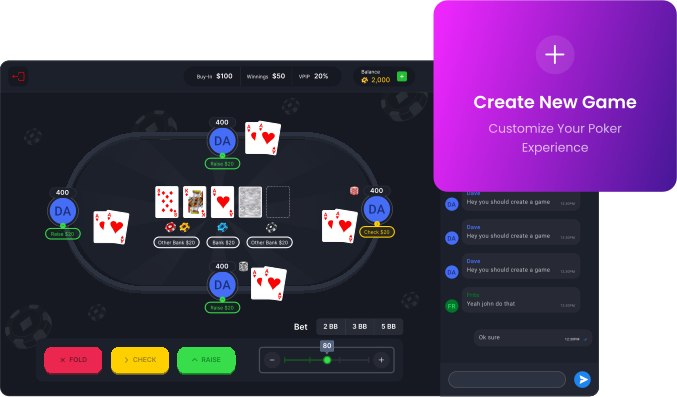 Create New Game
Customize Your Poker
Experience
Buy-In $100
Winnings $50
VPIP 20%
Balance
2,000
400
DA
Raise $20
400
DA
Raise $20
400
DA
Check $20
Other Bank $20
Bank $20
Other Bank $20
400
DA
Raise $20
Bet
2 BB
3 BB
5 BB
80
FOLD
CHECK
RAISE
Dave
DA
Hey you should create a game
Dave
DA
Hey you should create a game
Dave
DA
Hey you should create a game
FR
Yeah john do that
Ok sure